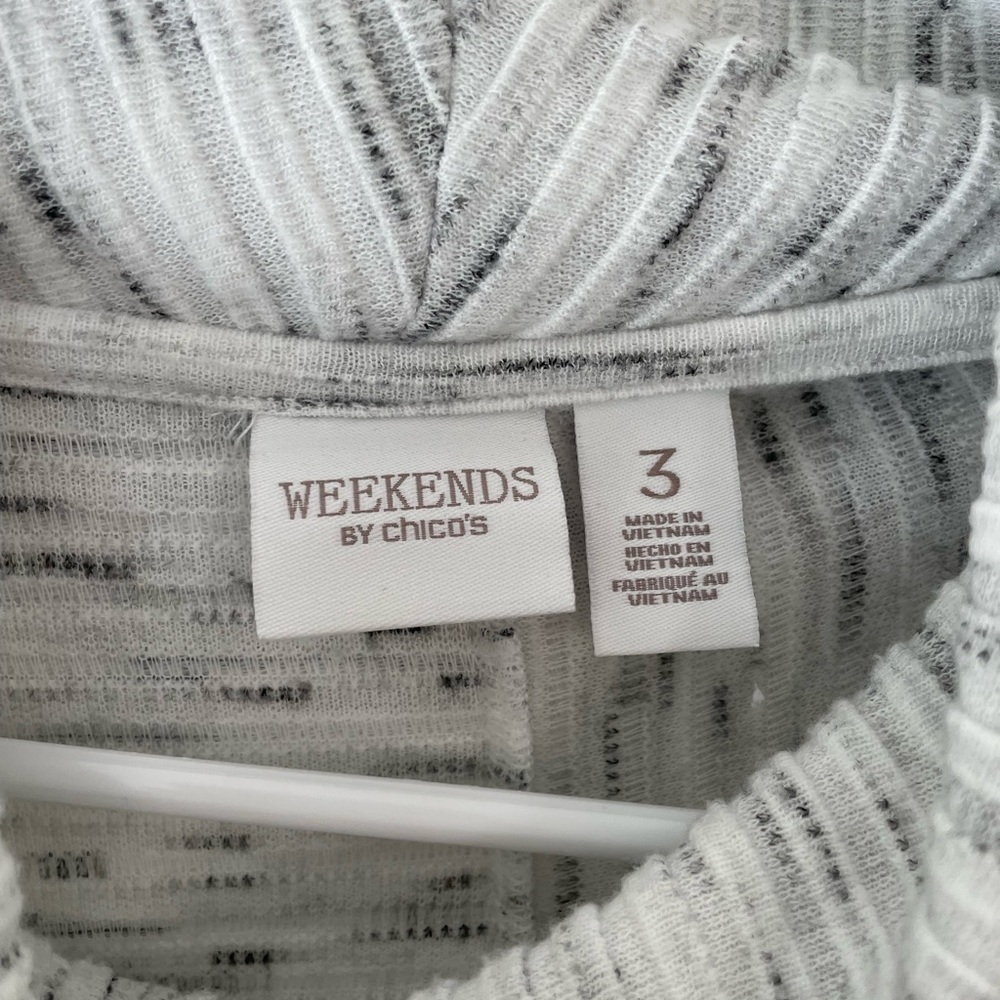 WEEKENDS
BY chico's
3
MADE IN
VIETNAM
HECHO EN
VIETNAM
FABRIQUÉ AU
VIETNAM